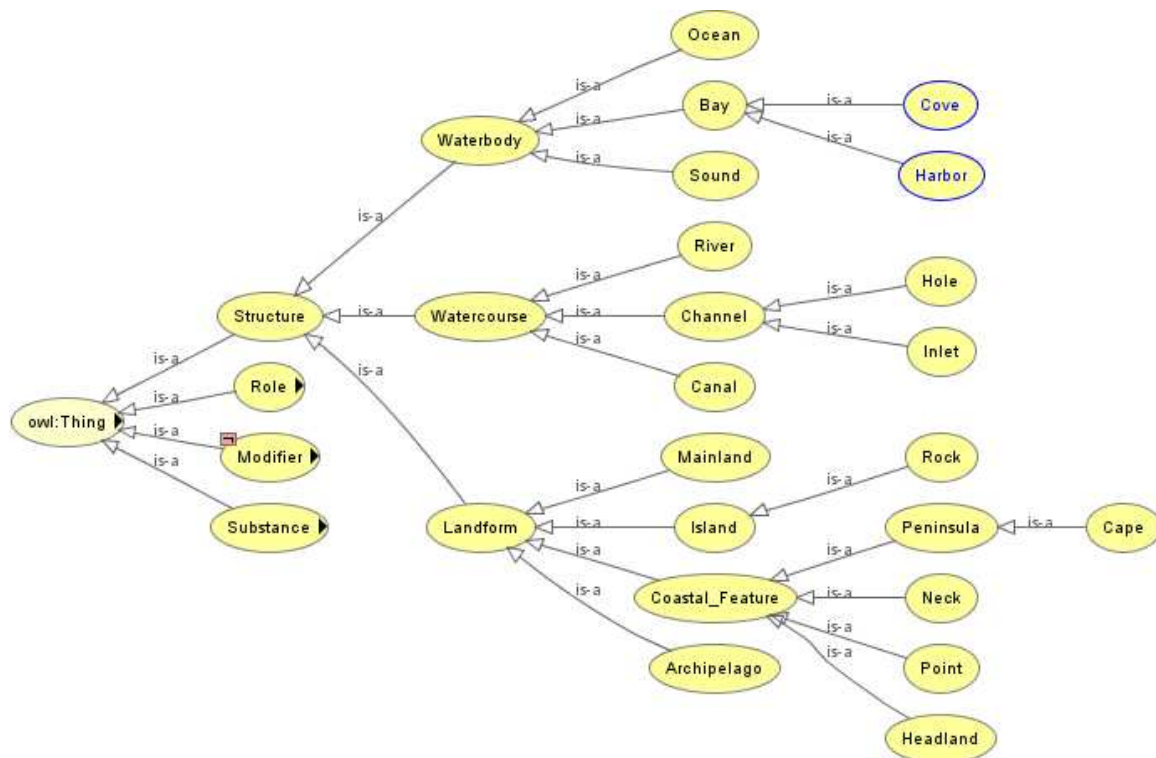 Ocean
is-a
Bay
is-a
Cove
is-a
is-a
Waterbody
is-a
Harbor
is-a
Sound
is-a
River
is-a
Hole
is-a
Structure
is-a
Watercourse
is-a
Channel
is-a
Inlet
is-a
is-a
Canal
is-a
Role
is-a
owl:Thing
is-a
Modifier
is-a
Substance
Mainland
is-a
Rock
is-a
Landform
is-a
Island
is-a
Peninsula
is-a
Cape
is-a
is-a
Coastal_Feature
is-a
Neck
is-a
is-a
Point
is-a
Archipelago
Headland